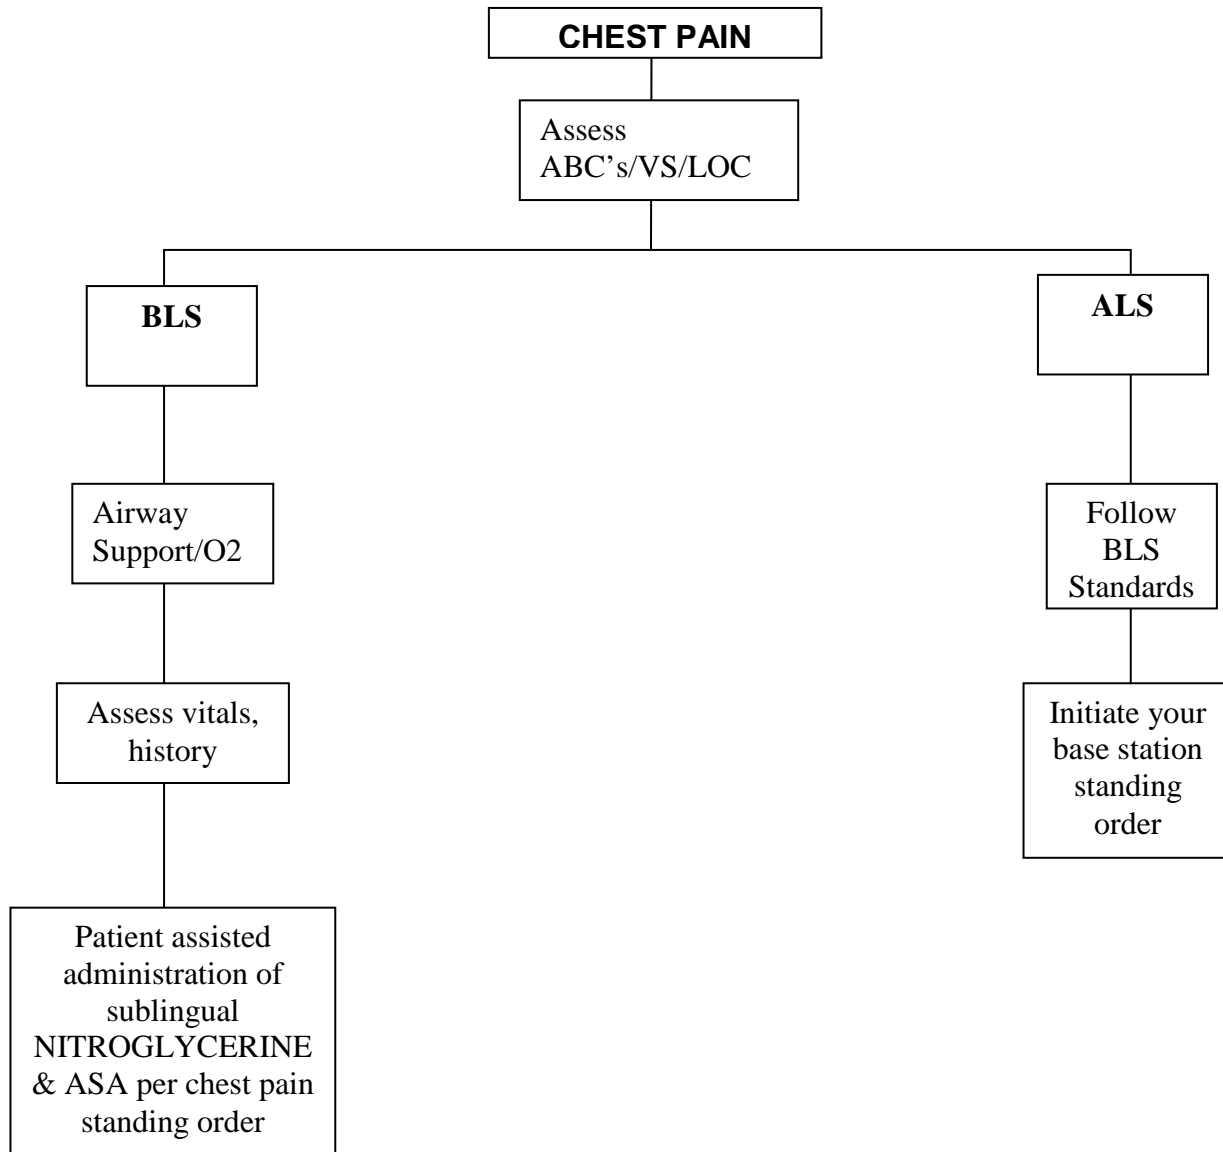 CHEST PAIN
Assess
ABC’s/VS/LOC
BLS
Airway
Support/O2
Assess vitals,
history
Patient assisted
administration of
sublingual
NITROGLYCERINE
& ASA per chest pain
standing order
ALS
Follow
BLS
Standards
Initiate your
base station
standing
order